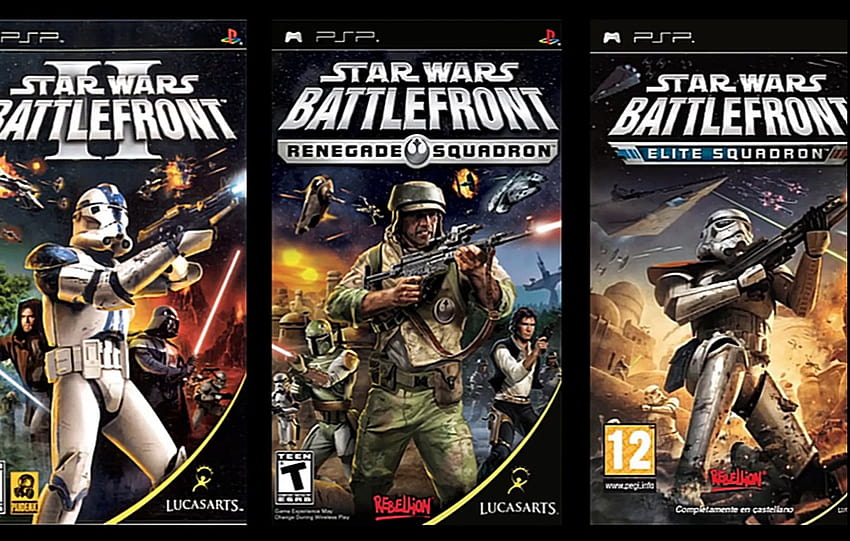 PSP
II
STAR WARS
BATTLEFRONT
PANDEMIC
LUCASARTS
PSP
STAR WARS
BATTLEFRONT
RENEGADE SQUADRON
TEEN
T
ESRB
Game Experience May
Change During Wireless Play
REBELLION
LUCASARTS
PSP
STAR WARS
BATTLEFRONT
ELITE SQUADRON
12
www.pegi.info
REBELLION
Completamente en castellano